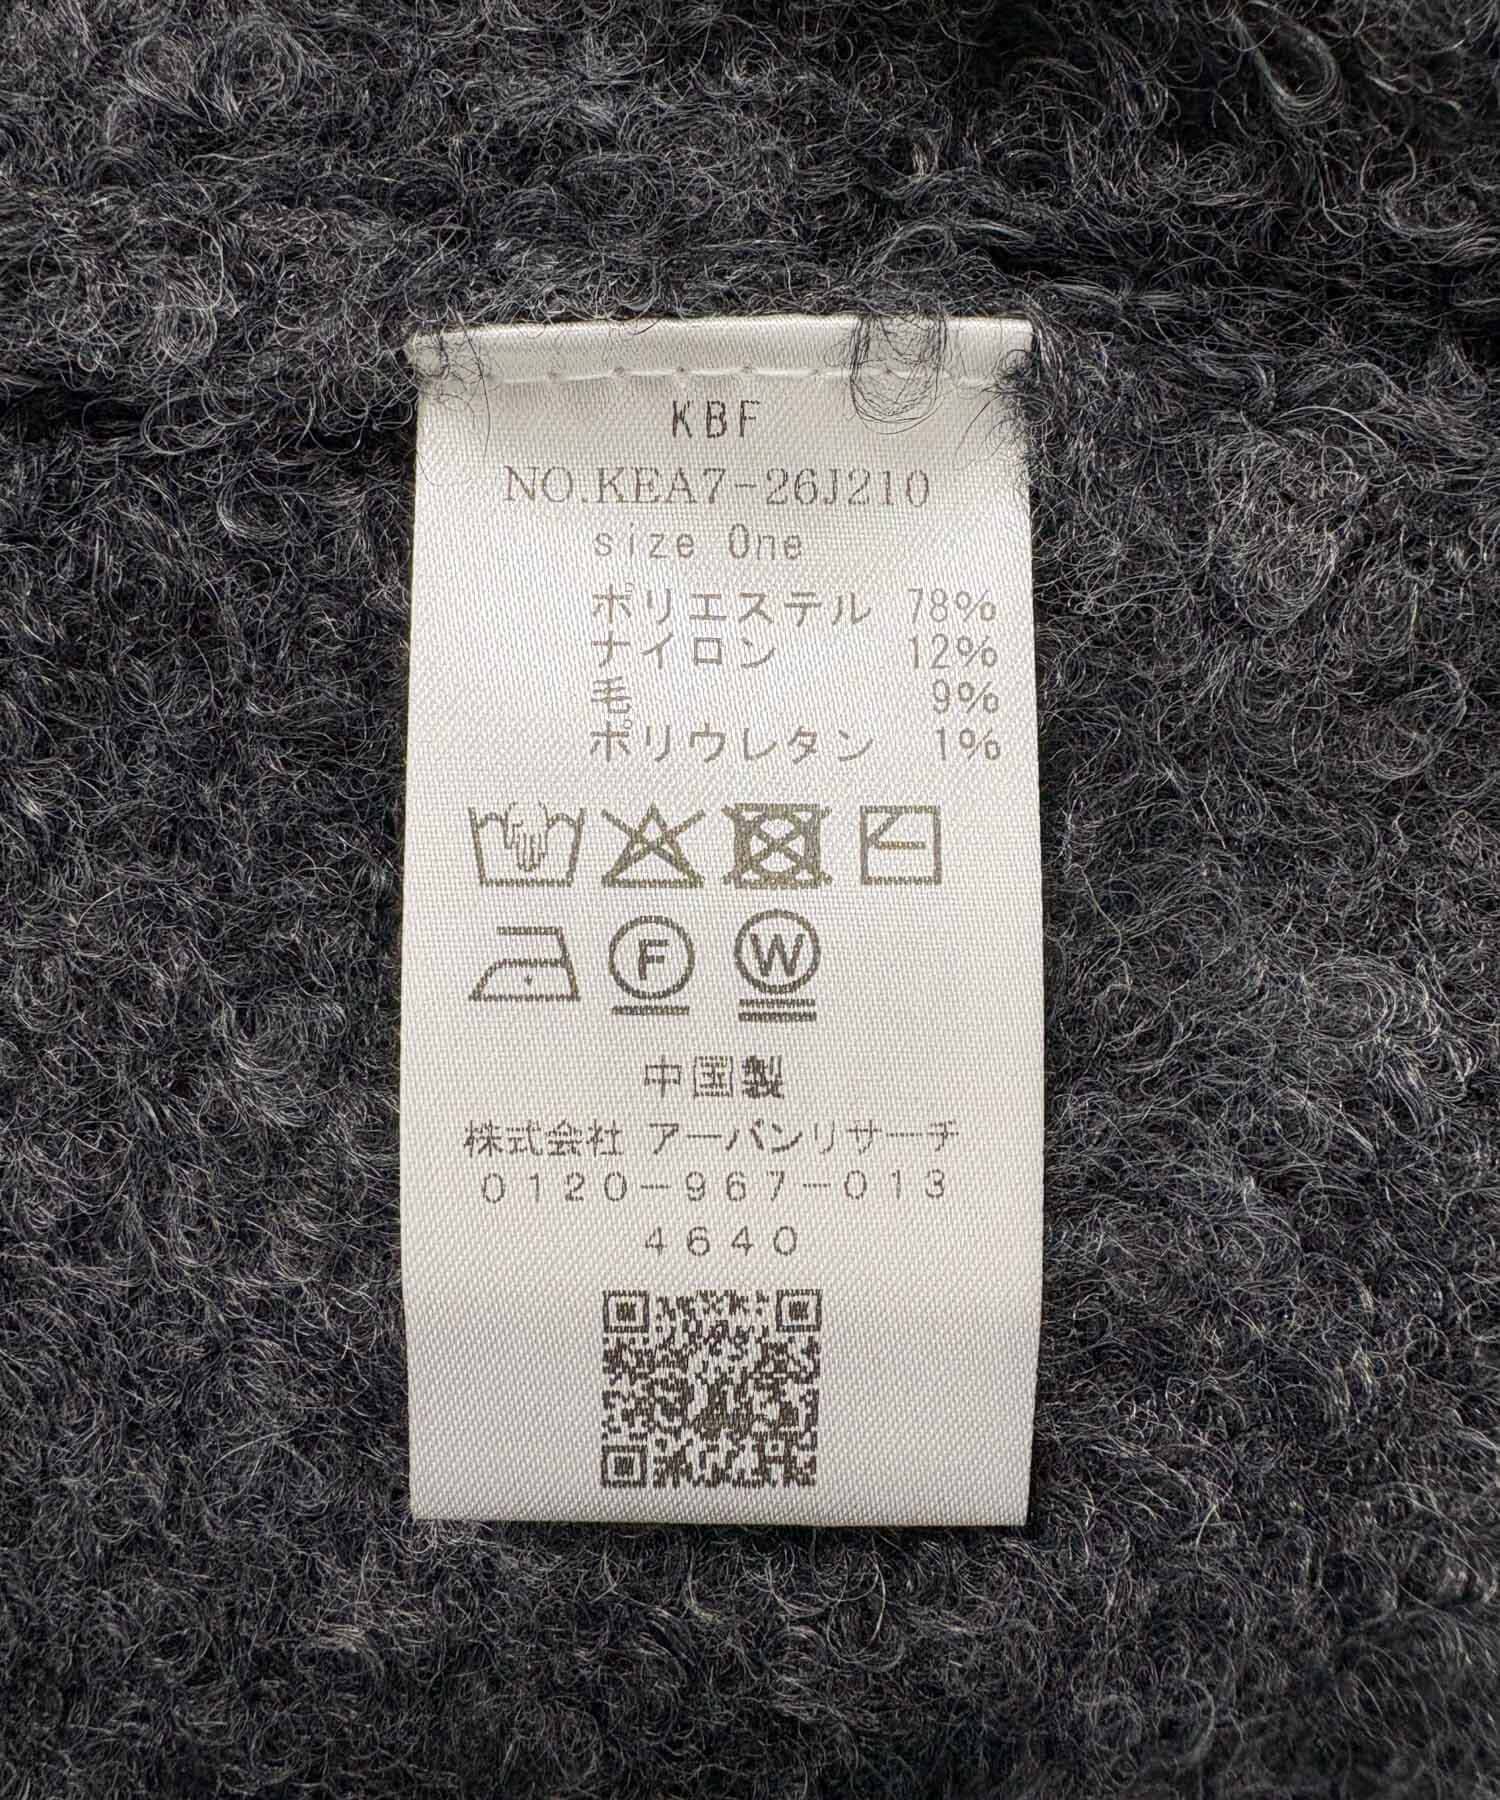 KBF
NO.KEA7-26J210
size One
ポリエステル 78%
ナイロン 12%
毛 9%
ポリウレタン 1%
F W
中国製
株式会社 アーバンリサーチ
0120-967-013
4640